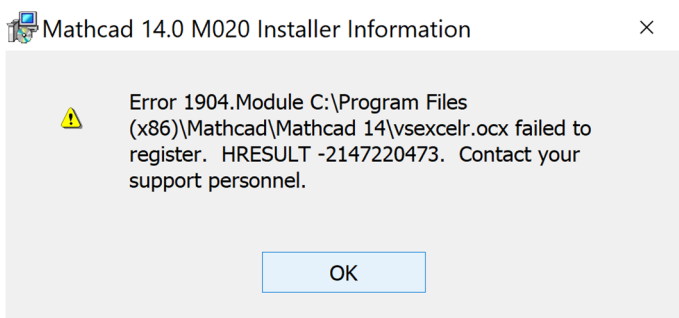 Mathcad 14.0 M020 Installer Information
Error 1904.Module C:\Program Files
(x86)\Mathcad\Mathcad 14\vsexcelr.ocx failed to
register.  HRESULT -2147220473.  Contact your
support personnel.
OK